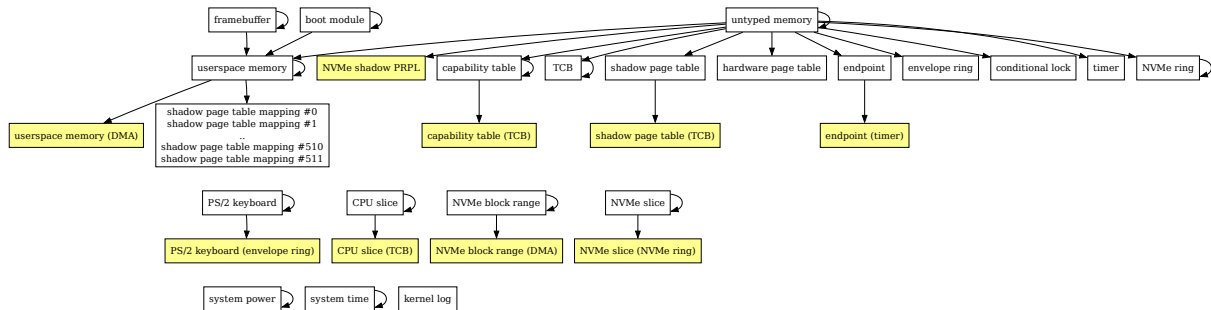 framebuffer
boot module
untyped memory
userspace memory
NVMe shadow PRPL
capability table
TCB
shadow page table
hardware page table
endpoint
envelope ring
conditional lock
timer
NVMe ring
userspace memory (DMA)
shadow page table mapping #0
shadow page table mapping #1
..
shadow page table mapping #510
shadow page table mapping #511
capability table (TCB)
shadow page table (TCB)
endpoint (timer)
PS/2 keyboard
CPU slice
NVMe block range
NVMe slice
PS/2 keyboard (envelope ring)
CPU slice (TCB)
NVMe block range (DMA)
NVMe slice (NVMe ring)
system power
system time
kernel log